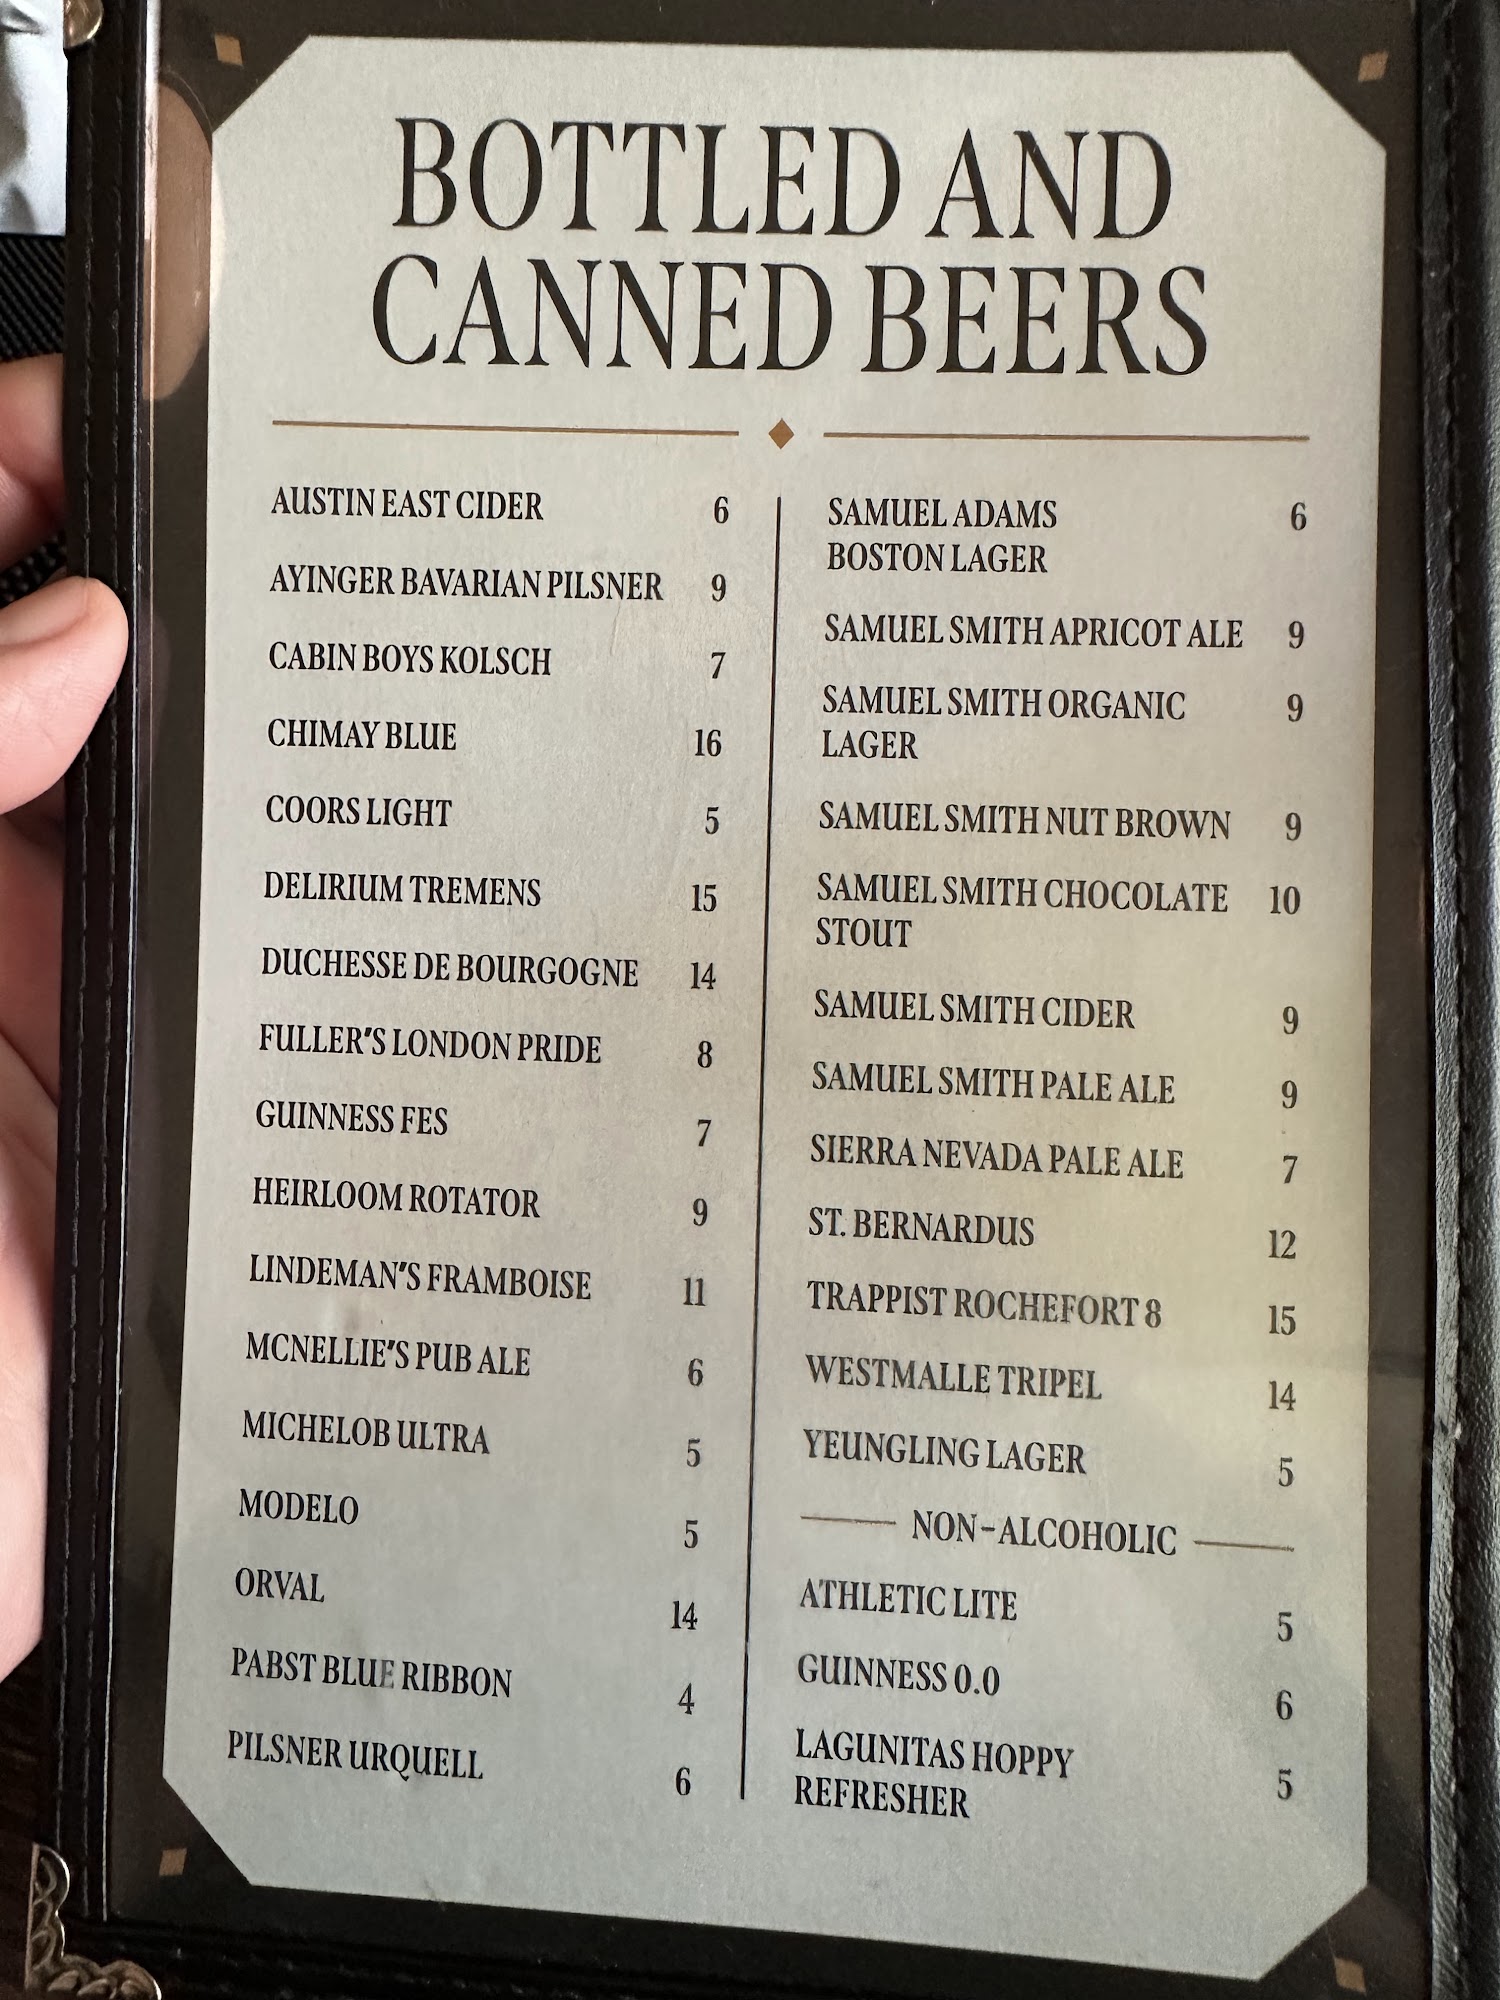 BOTTLED AND
CANNED BEERS
AUSTIN EAST CIDER 6
AYINGER BAVARIAN PILSNER 9
CABIN BOYS KOLSCH 7
CHIMAY BLUE 16
COORS LIGHT 5
DELIRIUM TREMENS 15
DUCHESSE DE BOURGOGNE 14
FULLER'S LONDON PRIDE 8
GUINNESS FES 7
HEIRLOOM ROTATOR 9
LINDEMAN'S FRAMBOISE 11
MCNELLIE'S PUB ALE 6
MICHELOB ULTRA 5
MODELO 5
ORVAL 14
PABST BLUE RIBBON 4
PILSNER URQUELL 6
SAMUEL ADAMS 6
BOSTON LAGER
SAMUEL SMITH APRICOT ALE 9
SAMUEL SMITH ORGANIC 9
LAGER
SAMUEL SMITH NUT BROWN 9
SAMUEL SMITH CHOCOLATE 10
STOUT
SAMUEL SMITH CIDER 9
SAMUEL SMITH PALE ALE 9
SIERRA NEVADA PALE ALE 7
ST. BERNARDUS 12
TRAPPIST ROCHEFORT 8 15
WESTMALLE TRIPEL 14
YEUNGLING LAGER 5
NON-ALCOHOLIC
ATHLETIC LITE 5
GUINNESS 0.0 6
LAGUNITAS HOPPY 5
REFRESHER